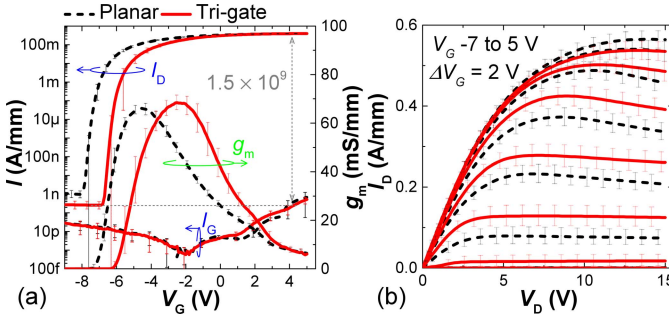 Planar Tri-gate
100m
1m
10μ
100n
1n
10p
100f
I (A/mm)
-8 -6 -4 -2 0 2 4
V_G (V)
100
80
60
40
20
0
g_m (mS/mm)
I_D
1.5 × 10^9
g_m
I_G
(a)
0.6
0.4
0.2
0.0
I_D (A/mm)
0 5 10 15
V_D (V)
V_G -7 to 5 V
ΔV_G = 2 V
(b)